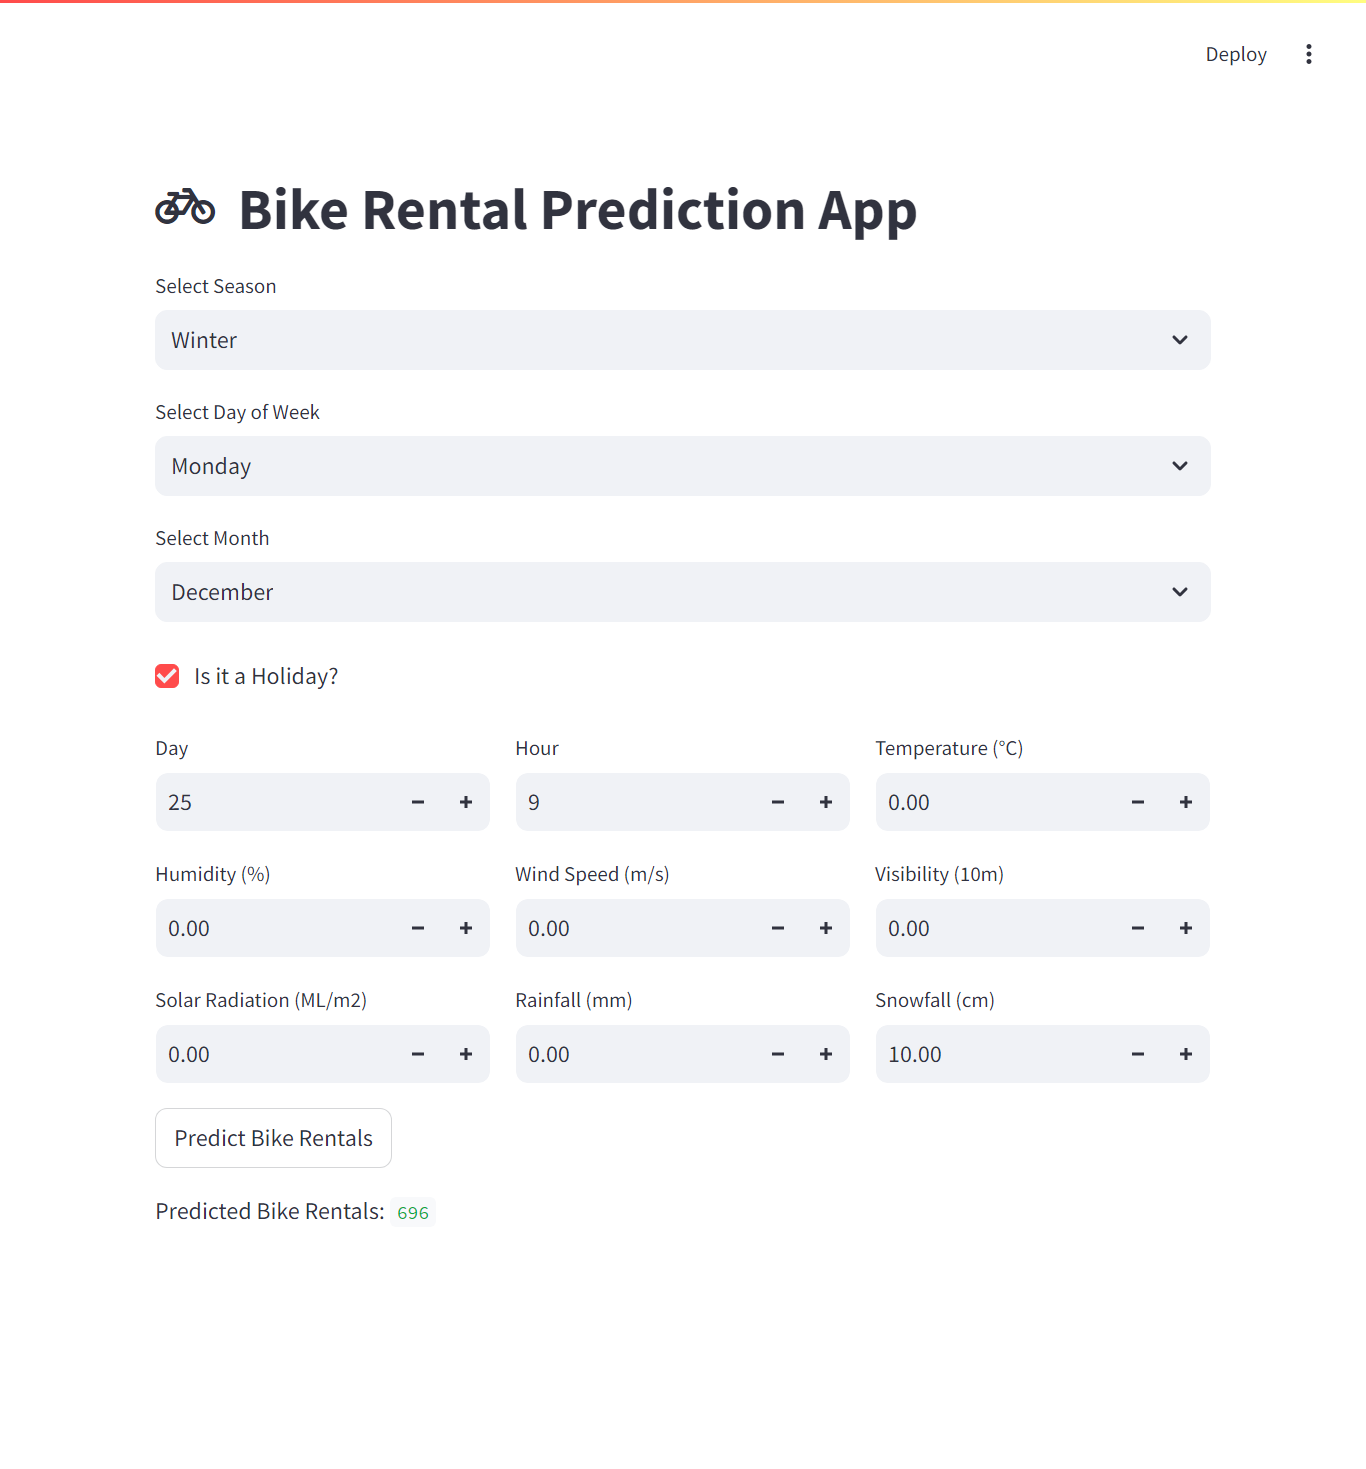 Deploy
Bike Rental Prediction App
Select Season
Winter
Select Day of Week
Monday
Select Month
December
Is it a Holiday?
Day Hour Temperature (°C)
25 9 0.00
Humidity (%) Wind Speed (m/s) Visibility (10m)
0.00 0.00 0.00
Solar Radiation (ML/m2) Rainfall (mm) Snowfall (cm)
0.00 0.00 10.00
Predict Bike Rentals
Predicted Bike Rentals: 696